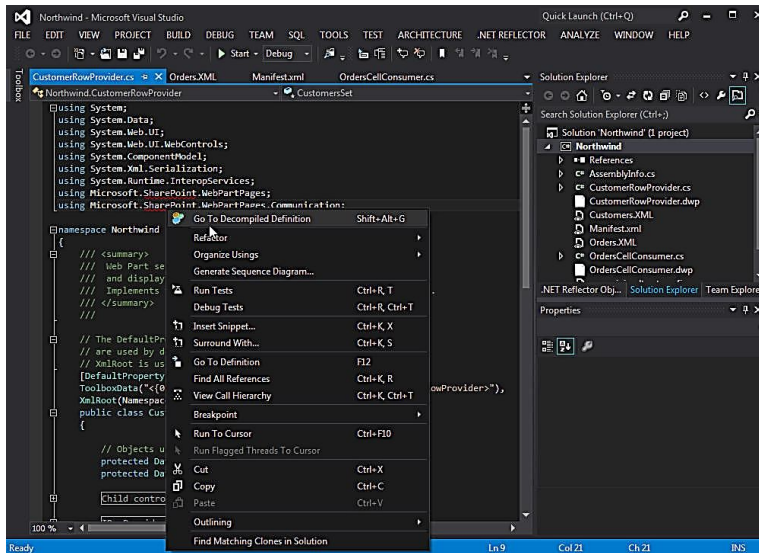 Northwind - Microsoft Visual Studio
Quick Launch (Ctrl+Q)
FILE EDIT VIEW PROJECT BUILD DEBUG TEAM SQL TOOLS TEST ARCHITECTURE .NET REFLECTOR ANALYZE WINDOW HELP
Start - Debug
Toolbox
CustomerRowProvider.cs Orders.XML Manifest.xml OrdersCellConsumer.cs
Northwind.CustomerRowProvider CustomersSet
using System;
using System.Data;
using System.Web.UI;
using System.Web.UI.WebControls;
using System.ComponentModel;
using System.Xml.Serialization;
using System.Runtime.InteropServices;
using Microsoft.SharePoint.WebPartPages;
using Microsoft.SharePoint.WebPartPages.Communication;
namespace Northwind
{
/// <summary>
/// Web Part se
/// and display
/// Implements
/// </summary>
///
// The DefaultPr
// are used by d
// XmlRoot is us
[DefaultProperty
ToolboxData("<{0 owProvider>"),
XmlRoot(Namespac
public class Cus
{
// Objects u
protected Da
protected Da
Child contro
100 %
Go To Decompiled Definition Shift+Alt+G
Refactor
Organize Usings
Generate Sequence Diagram...
Run Tests Ctrl+R, T
Debug Tests Ctrl+R, Ctrl+T
Insert Snippet... Ctrl+K, X
Surround With... Ctrl+K, S
Go To Definition F12
Find All References Ctrl+K, R
View Call Hierarchy Ctrl+K, Ctrl+T
Breakpoint
Run To Cursor Ctrl+F10
Run Flagged Threads To Cursor
Cut Ctrl+X
Copy Ctrl+C
Paste Ctrl+V
Outlining
Find Matching Clones in Solution
Solution Explorer
Search Solution Explorer (Ctrl+;)
Solution 'Northwind' (1 project)
Northwind
References
AssemblyInfo.cs
CustomerRowProvider.cs
CustomerRowProvider.dwp
Customers.XML
Manifest.xml
Orders.XML
OrdersCellConsumer.cs
OrdersCellConsumer.dwp
.NET Reflector Obj... Solution Explorer Team Explore
Properties
Ready Ln 9 Col 21 Ch 21 INS